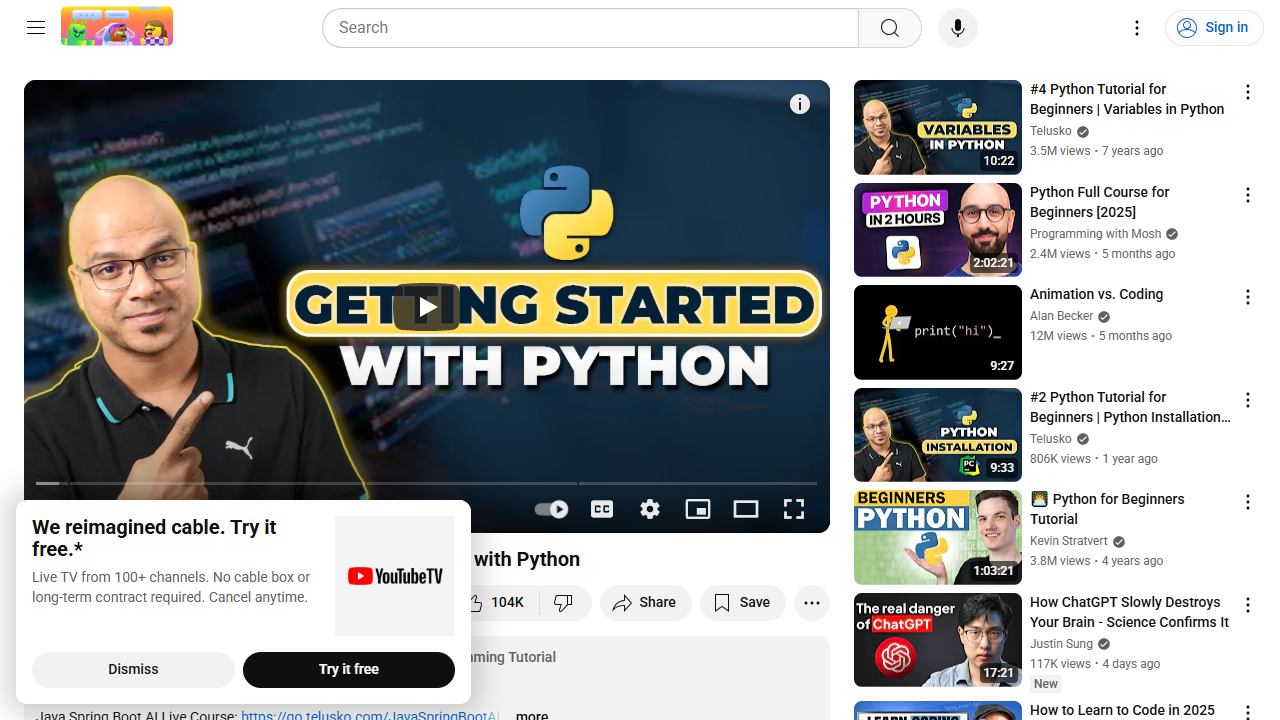 Search
Sign in
GETTING STARTED
WITH PYTHON
with Python
104K
Share
Save
aming Tutorial
Java Spring Boot AI Live Course: https://go.telusko.com/JavaSpringBootAI
...more
We reimagined cable. Try it
free.*
Live TV from 100+ channels. No cable box or
long-term contract required. Cancel anytime.
YouTubeTV
Dismiss
Try it free
VARIABLES
IN PYTHON
10:22
#4 Python Tutorial for
Beginners | Variables in Python
Telusko
3.5M views • 7 years ago
PYTHON
IN 2 HOURS
2:02:21
Python Full Course for
Beginners [2025]
Programming with Mosh
2.4M views • 5 months ago
print("hi")_
9:27
Animation vs. Coding
Alan Becker
12M views • 5 months ago
PYTHON
INSTALLATION
PC
9:33
#2 Python Tutorial for
Beginners | Python Installation...
Telusko
806K views • 1 year ago
BEGINNERS
PYTHON
1:03:21
Python for Beginners
Tutorial
Kevin Stratvert
3.8M views • 4 years ago
The real danger
of ChatGPT
17:21
How ChatGPT Slowly Destroys
Your Brain - Science Confirms It
Justin Sung
117K views • 4 days ago
New
LEARN CODING
How to Learn to Code in 2025